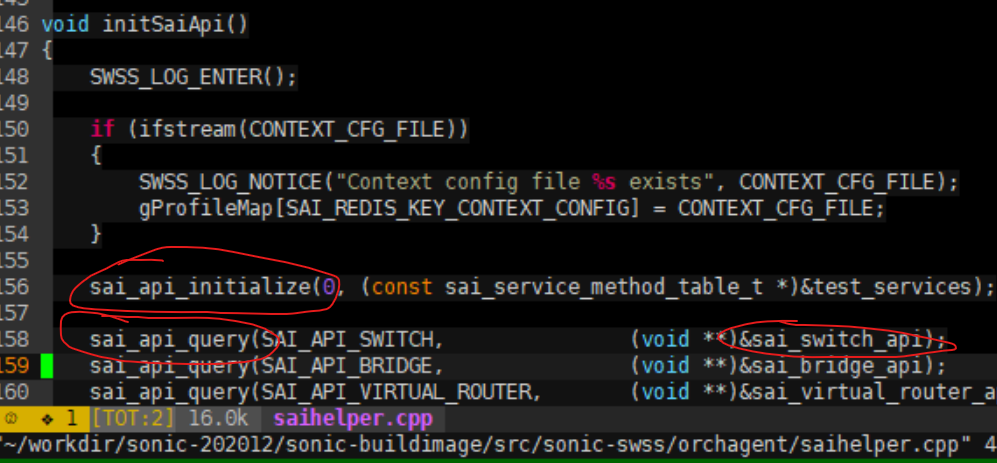 146 void initSaiApi()
147 {
148     SWSS_LOG_ENTER();
149
150     if (ifstream(CONTEXT_CFG_FILE))
151     {
152         SWSS_LOG_NOTICE("Context config file %s exists", CONTEXT_CFG_FILE);
153         gProfileMap[SAI_REDIS_KEY_CONTEXT_CONFIG] = CONTEXT_CFG_FILE;
154     }
155
156     sai_api_initialize(0, (const sai_service_method_table_t *)&test_services);
157
158     sai_api_query(SAI_API_SWITCH,               (void **)&sai_switch_api);
159     sai_api_query(SAI_API_BRIDGE,               (void **)&sai_bridge_api);
160     sai_api_query(SAI_API_VIRTUAL_ROUTER,       (void **)&sai_virtual_router_a
1 [TOT:2] 16.0k saihelper.cpp
"~/workdir/sonic-202012/sonic-buildimage/src/sonic-swss/orchagent/saihelper.cpp" 4